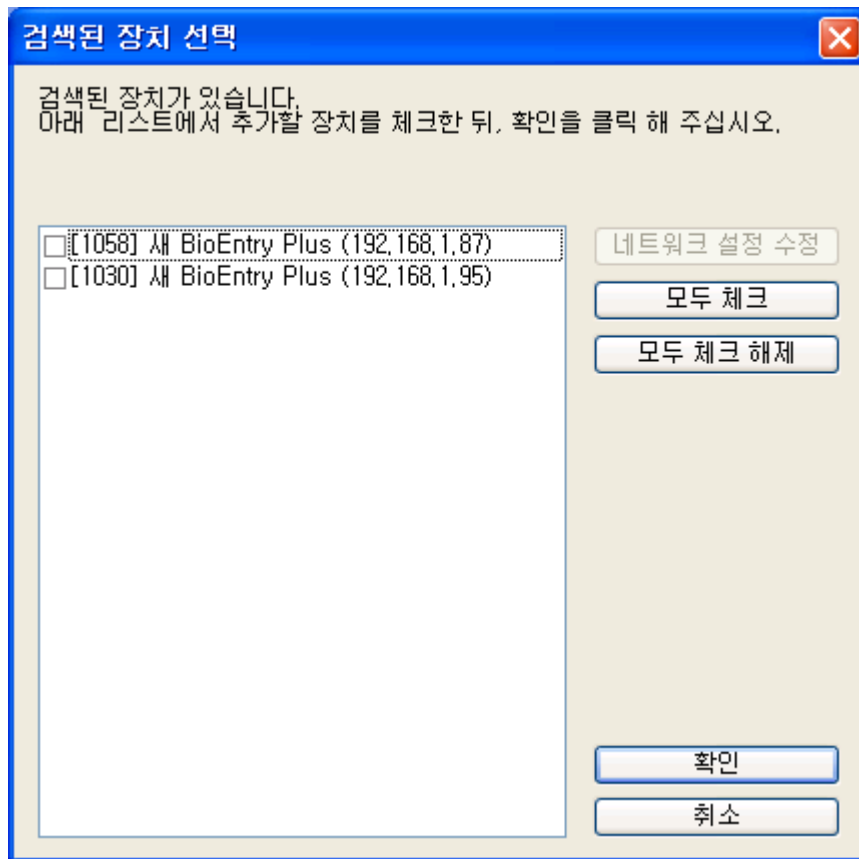 검색된 장치 선택
검색된 장치가 있습니다.
아래 리스트에서 추가할 장치를 체크한 뒤, 확인을 클릭 해 주십시오.
[1058] 새 BioEntry Plus (192.168.1.87)
[1030] 새 BioEntry Plus (192.168.1.95)
네트워크 설정 수정
모두 체크
모두 체크 해제
확인
취소